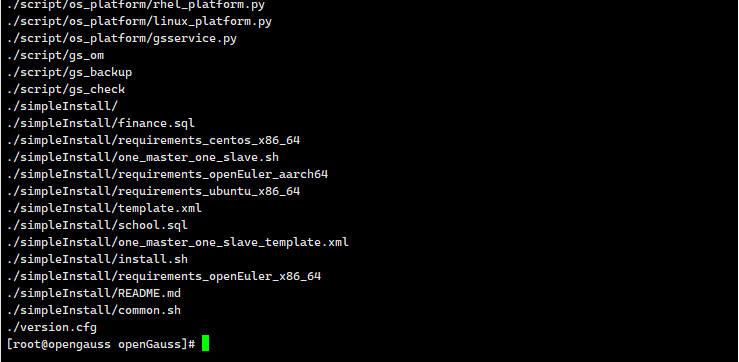 ./script/os_platform/rhel_platform.py
./script/os_platform/linux_platform.py
./script/os_platform/gsservice.py
./script/gs_om
./script/gs_backup
./script/gs_check
./simpleInstall/
./simpleInstall/finance.sql
./simpleInstall/requirements_centos_x86_64
./simpleInstall/one_master_one_slave.sh
./simpleInstall/requirements_openEuler_aarch64
./simpleInstall/requirements_ubuntu_x86_64
./simpleInstall/template.xml
./simpleInstall/school.sql
./simpleInstall/one_master_one_slave_template.xml
./simpleInstall/install.sh
./simpleInstall/requirements_openEuler_x86_64
./simpleInstall/README.md
./simpleInstall/common.sh
./version.cfg
[root@opengauss openGauss]#